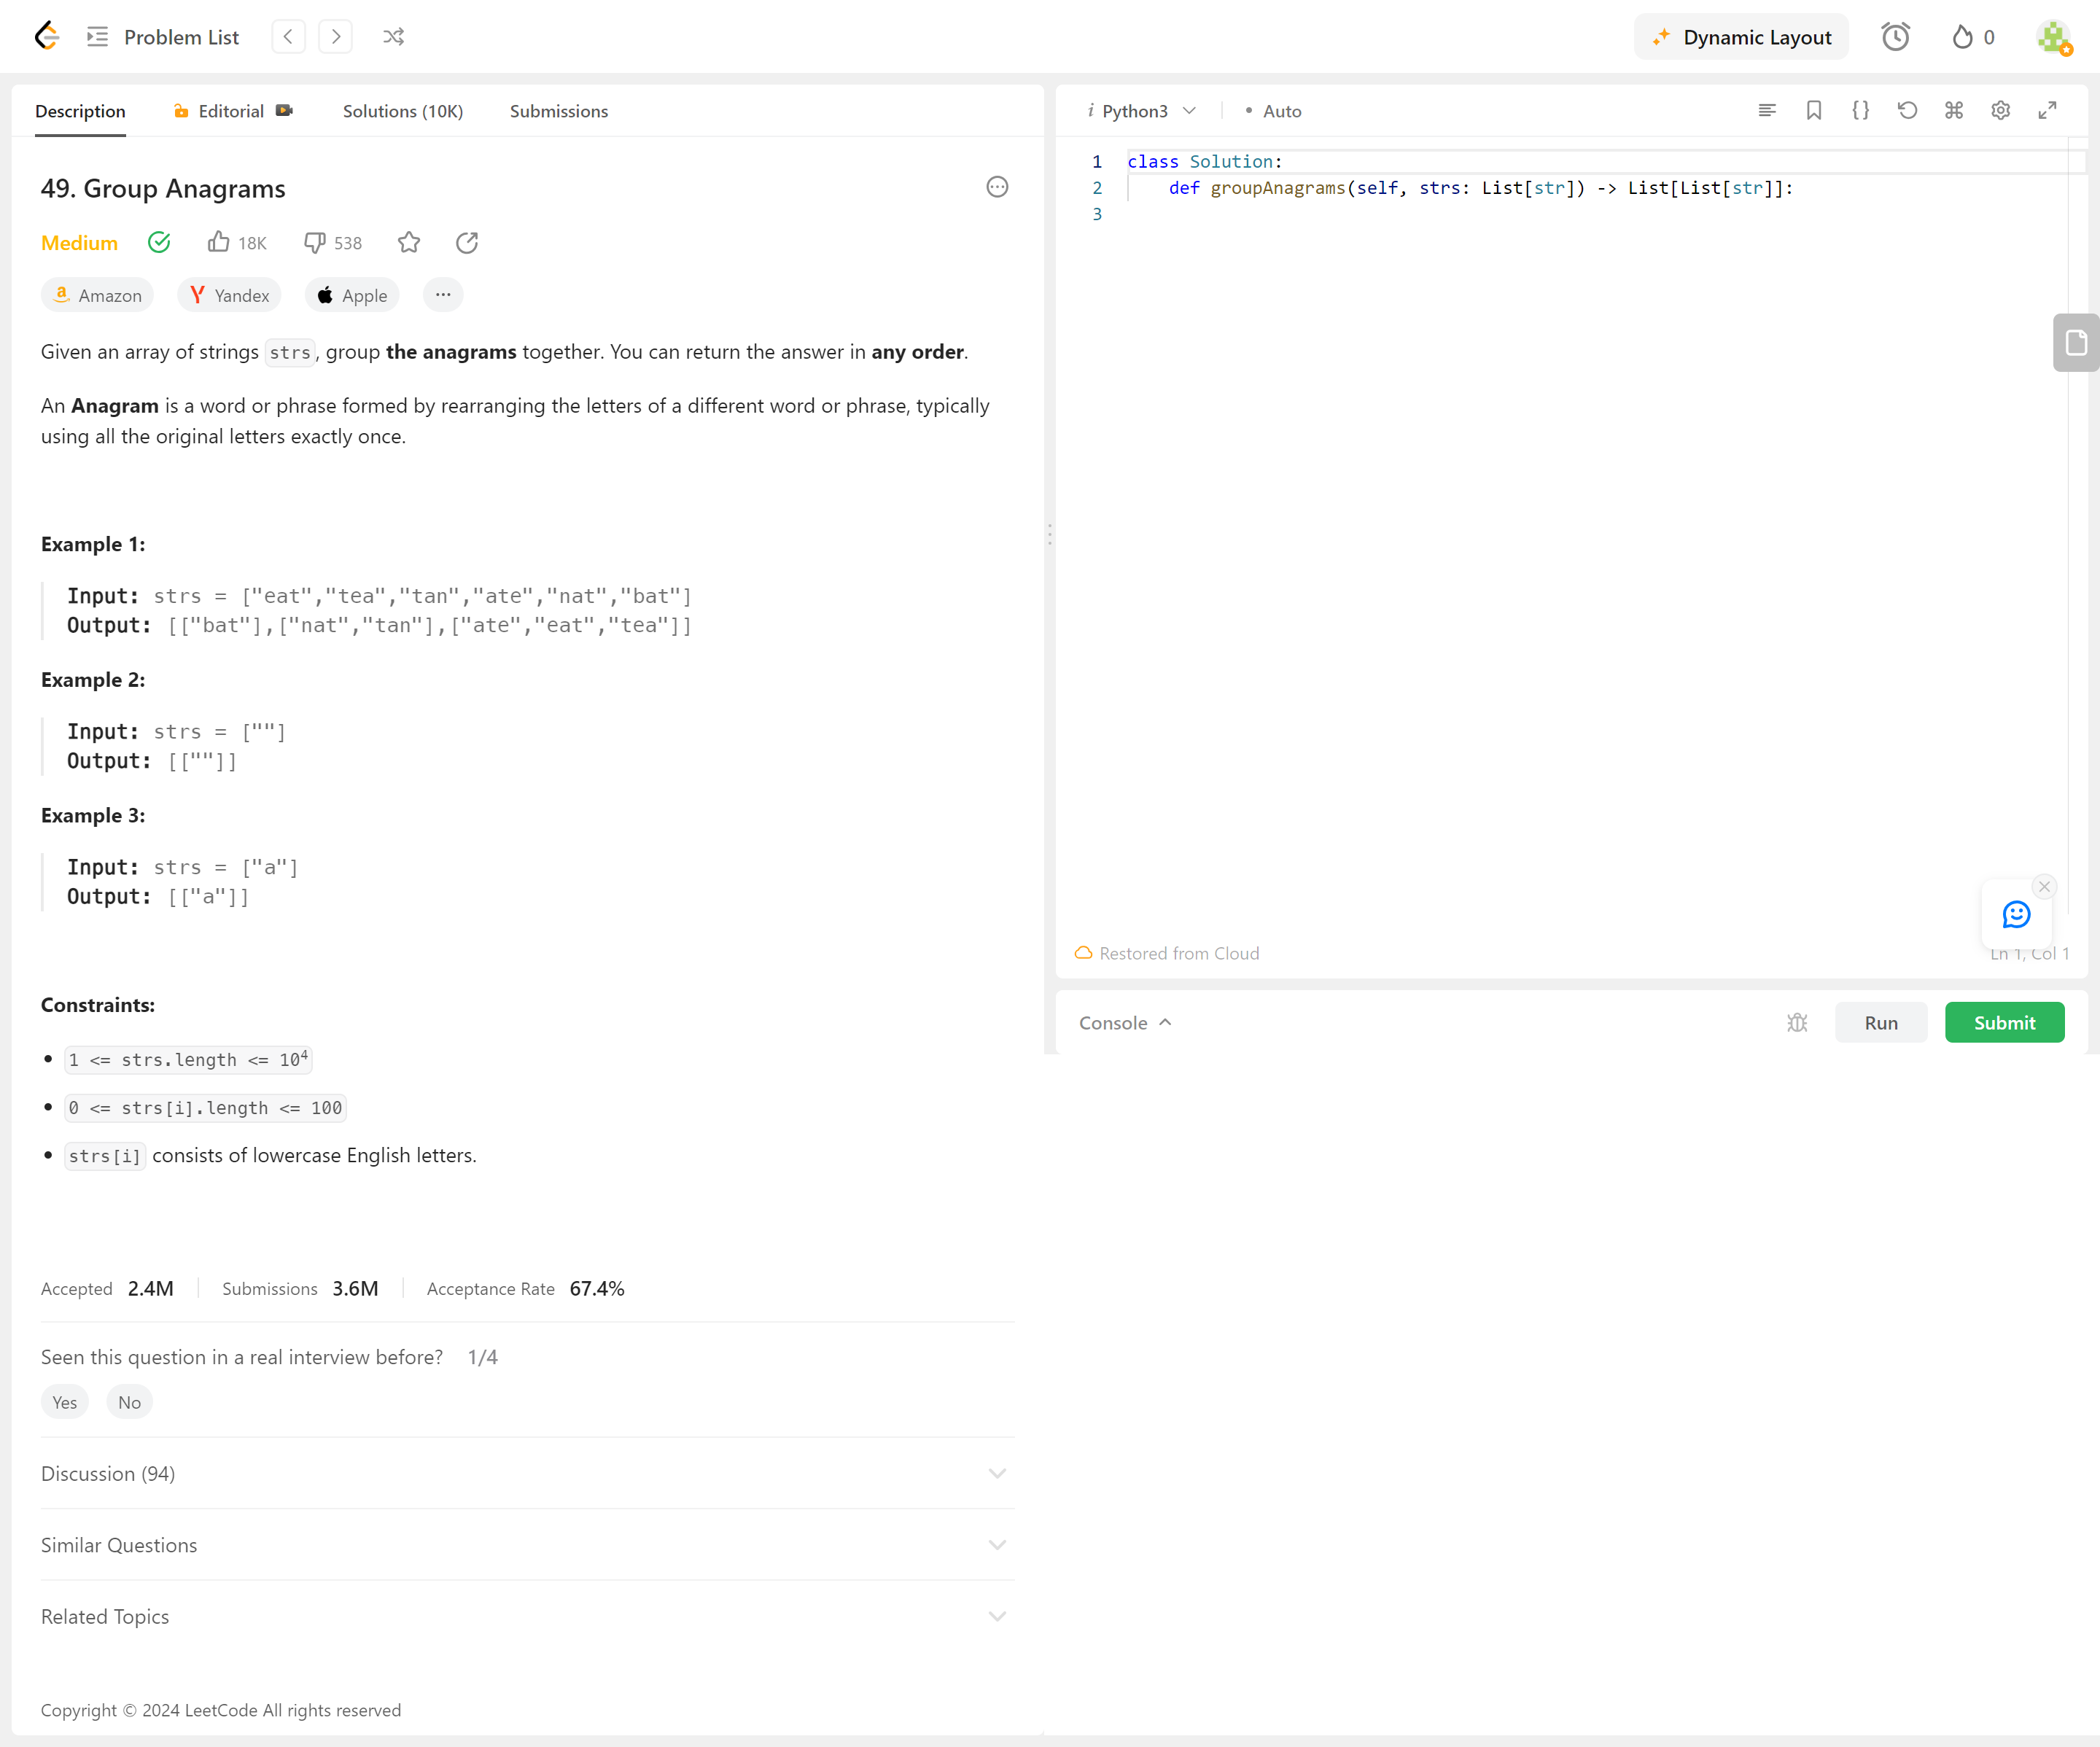 Problem List
Dynamic Layout
0
Description
Editorial
Solutions (10K)
Submissions
49. Group Anagrams
Medium
18K
538
Amazon
Yandex
Apple
Given an array of strings strs, group the anagrams together. You can return the answer in any order.
An Anagram is a word or phrase formed by rearranging the letters of a different word or phrase, typically
using all the original letters exactly once.
Example 1:
Input: strs = ["eat","tea","tan","ate","nat","bat"]
Output: [["bat"],["nat","tan"],["ate","eat","tea"]]
Example 2:
Input: strs = [""]
Output: [[""]]
Example 3:
Input: strs = ["a"]
Output: [["a"]]
Constraints:
1 <= strs.length <= 10⁴
0 <= strs[i].length <= 100
strs[i] consists of lowercase English letters.
Accepted 2.4M
Submissions 3.6M
Acceptance Rate 67.4%
Seen this question in a real interview before? 1/4
Yes
No
Discussion (94)
Similar Questions
Related Topics
Copyright © 2024 LeetCode All rights reserved
i Python3
• Auto
1 class Solution:
2     def groupAnagrams(self, strs: List[str]) -> List[List[str]]:
3
Restored from Cloud
Ln 1, Col 1
Console
Run
Submit